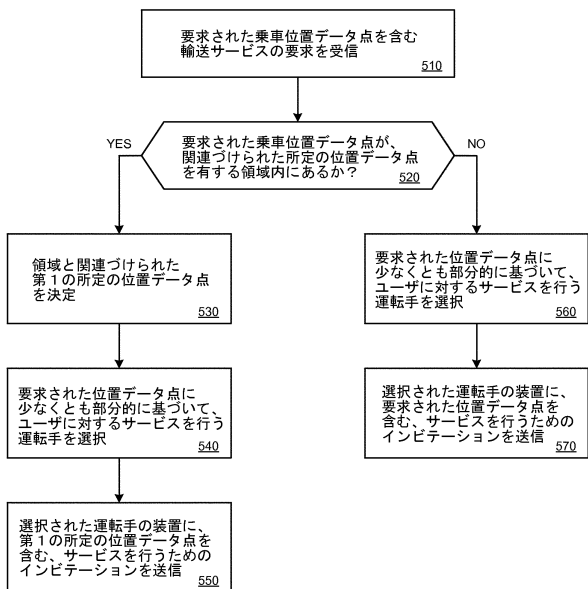 要求された乗車位置データ点を含む
輸送サービスの要求を受信
510
YES
要求された乗車位置データ点が、
関連づけられた所定の位置データ点
を有する領域内にあるか？
520
NO
領域と関連づけられた
第１の所定の位置データ点
を決定
530
要求された位置データ点に
少なくとも部分的に基づいて、
ユーザに対するサービスを行う
運転手を選択
540
選択された運転手の装置に、
第１の所定の位置データ点を
含む、サービスを行うための
インビテーションを送信
550
要求された位置データ点に
少なくとも部分的に基づいて、
ユーザに対するサービスを行う
運転手を選択
560
選択された運転手の装置に、
要求された位置データ点を
含む、サービスを行うための
インビテーションを送信
570